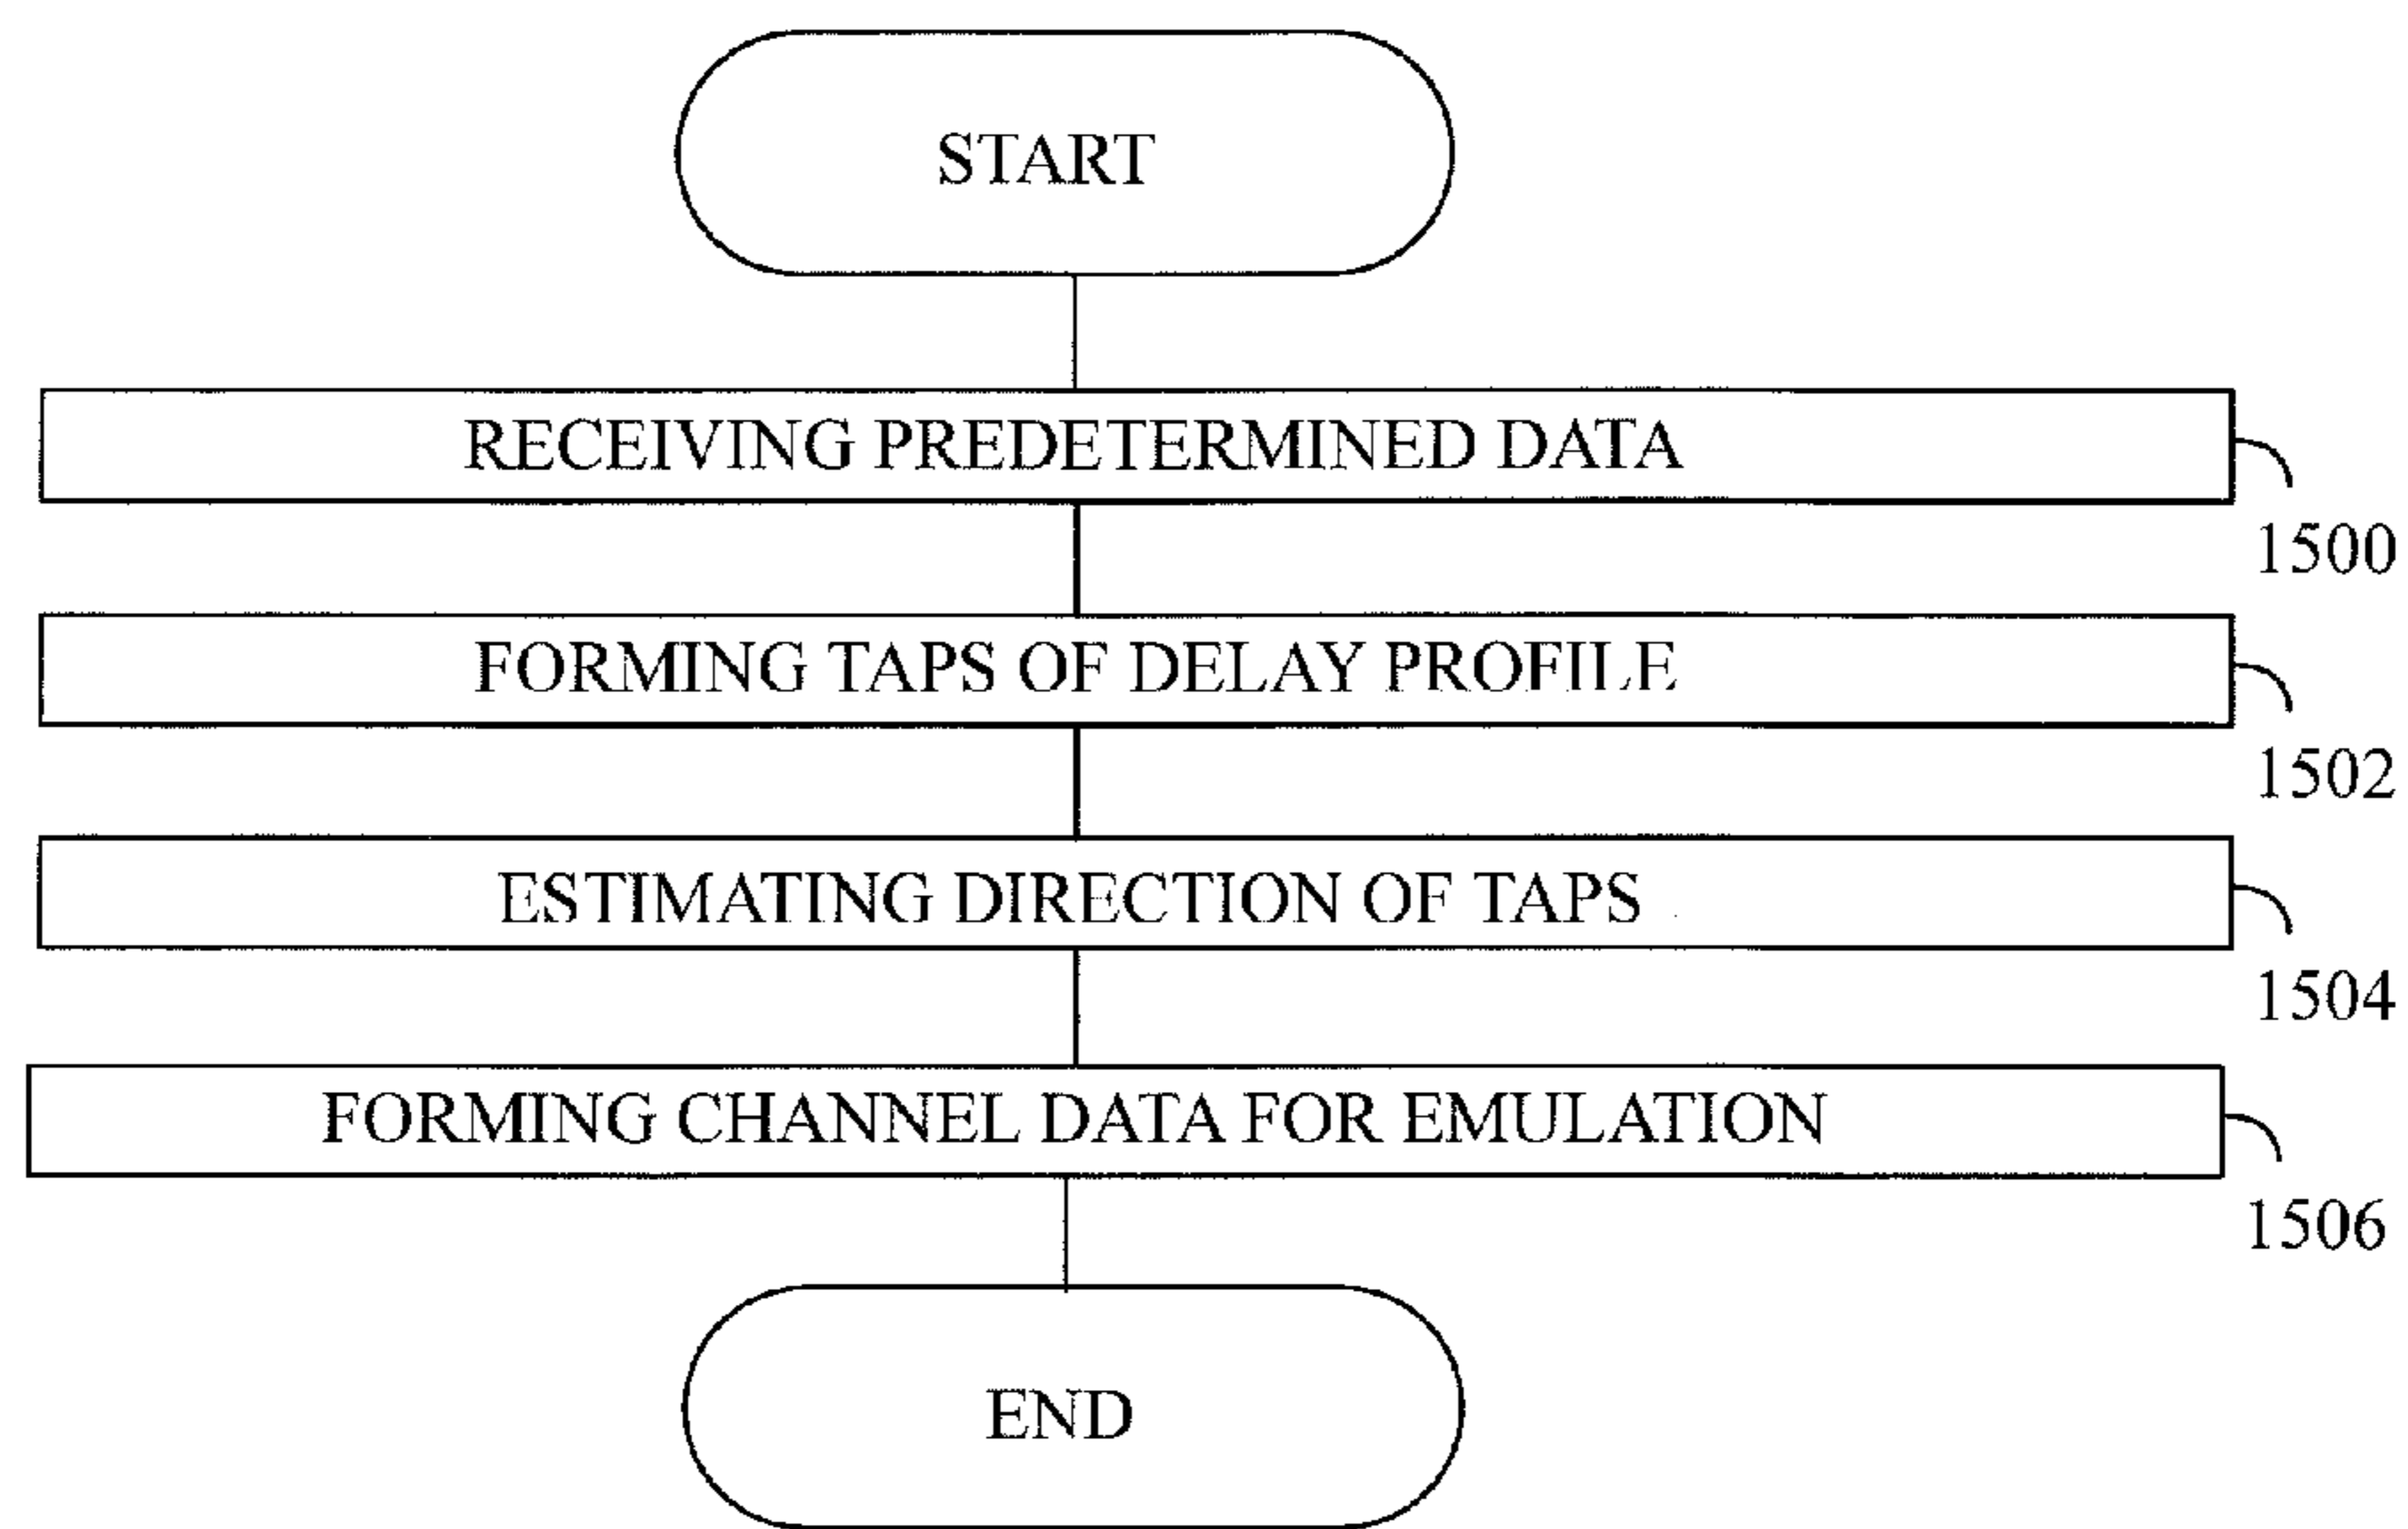 START
RECEIVING PREDETERMINED DATA
1500
FORMING TAPS OF DELAY PROFILE
1502
ESTIMATING DIRECTION OF TAPS
1504
FORMING CHANNEL DATA FOR EMULATION
1506
END